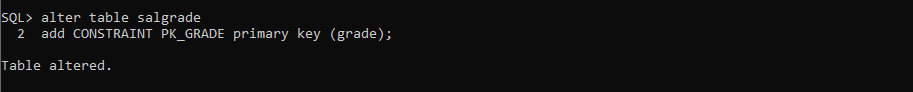 SQL> alter table salgrade
  2  add CONSTRAINT PK_GRADE primary key (grade);
Table altered.